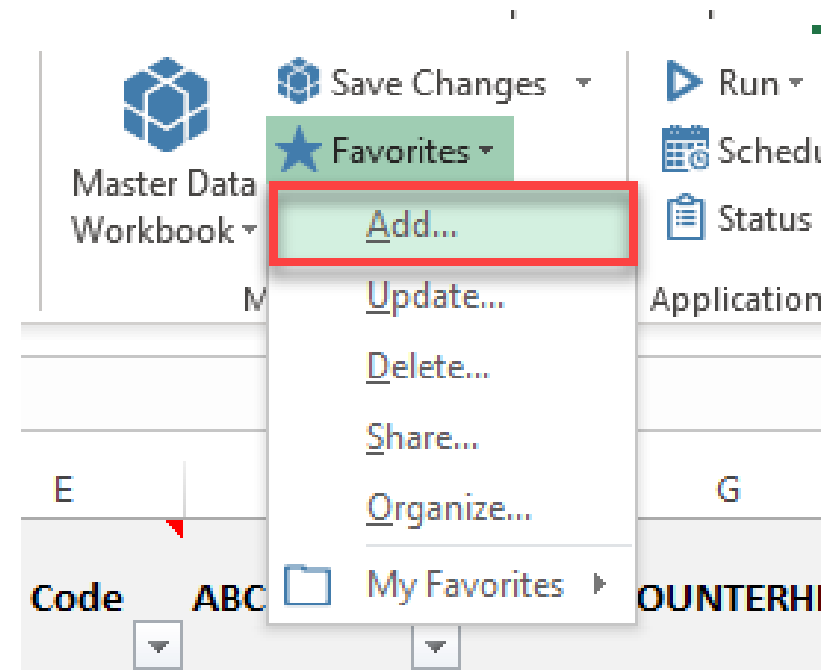 Save Changes
Run
Favorites
Master Data
Workbook
Status
Add...
Update...
Application
Delete...
Share...
Organize...
My Favorites
E
G
Code
ABC